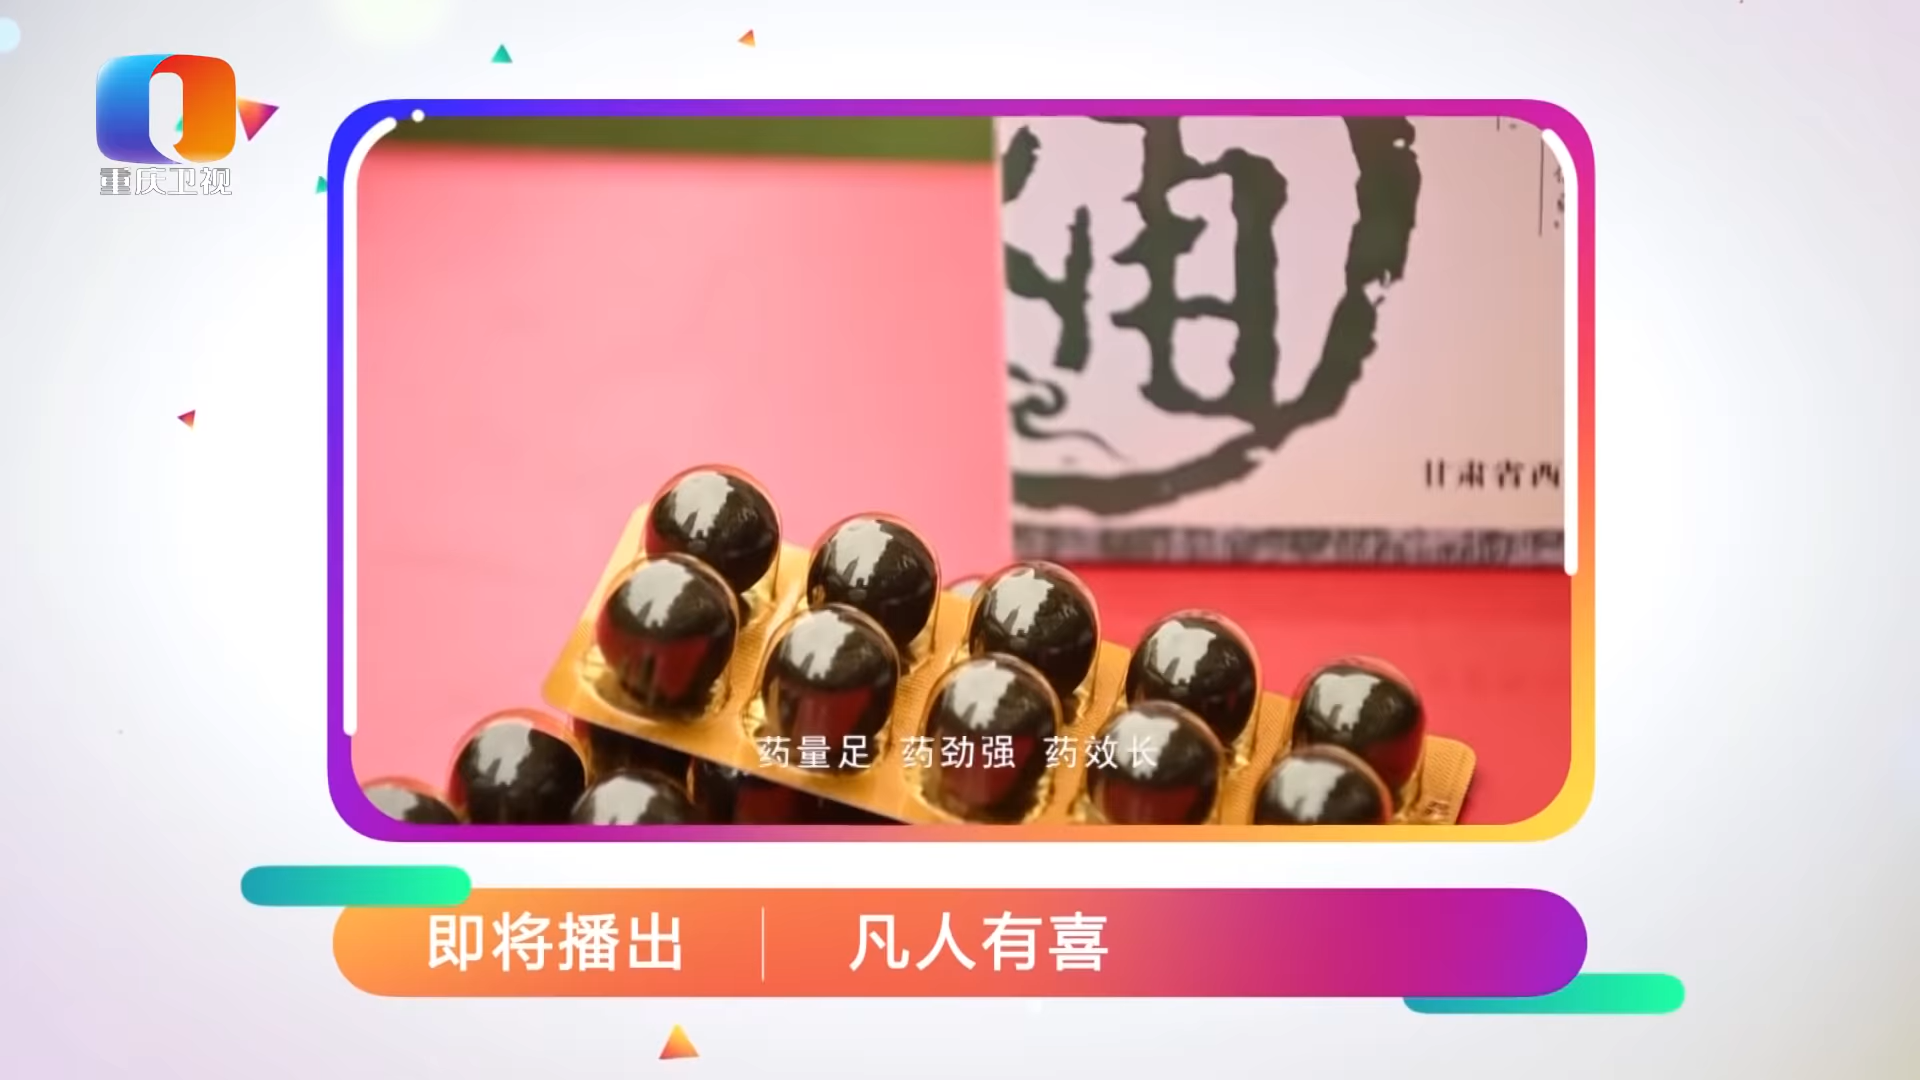 重庆卫视
甘肃省西
药量足 药劲强 药效长
即将播出
凡人有喜